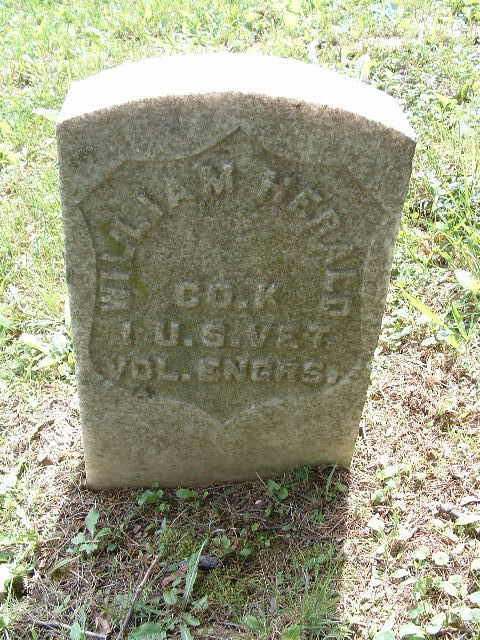 WILLIAM HERALD
CO. K
1 U.S. VET
VOL. ENGRS.